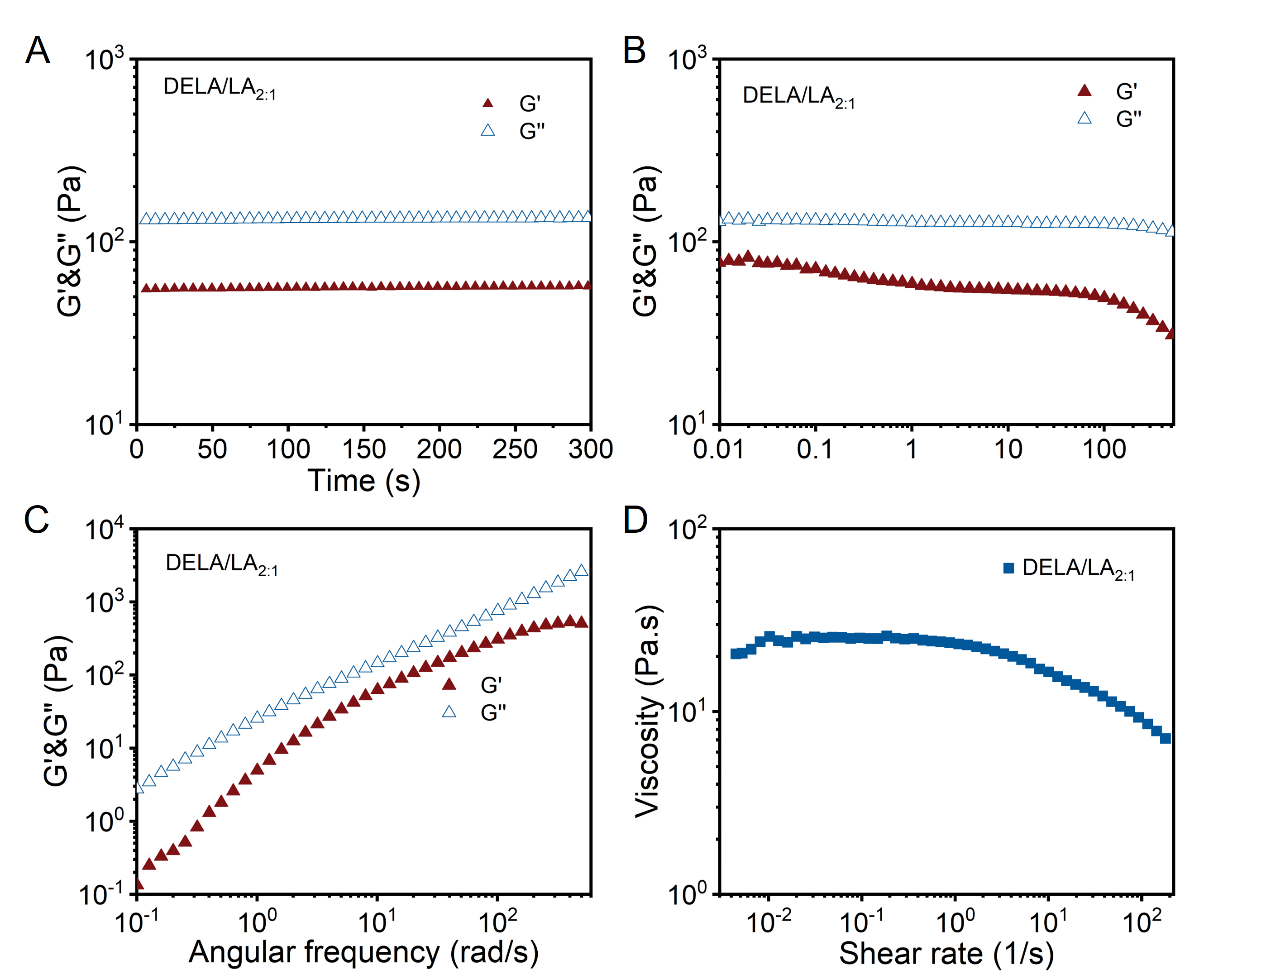 A
DELA/LA2:1
G'
G''
G'&G'' (Pa)
10³
10²
10¹
0 50 100 150 200 250 300
Time (s)
B
DELA/LA2:1
G'
G''
G'&G'' (Pa)
10³
10²
10¹
0.01 0.1 1 10 100
C
DELA/LA2:1
G'
G''
G'&G'' (Pa)
10⁴
10³
10²
10¹
10⁰
10⁻¹
10⁻¹ 10⁰ 10¹ 10²
Angular frequency (rad/s)
D
DELA/LA2:1
Viscosity (Pa.s)
10²
10¹
10⁰
10⁻² 10⁻¹ 10⁰ 10¹ 10²
Shear rate (1/s)